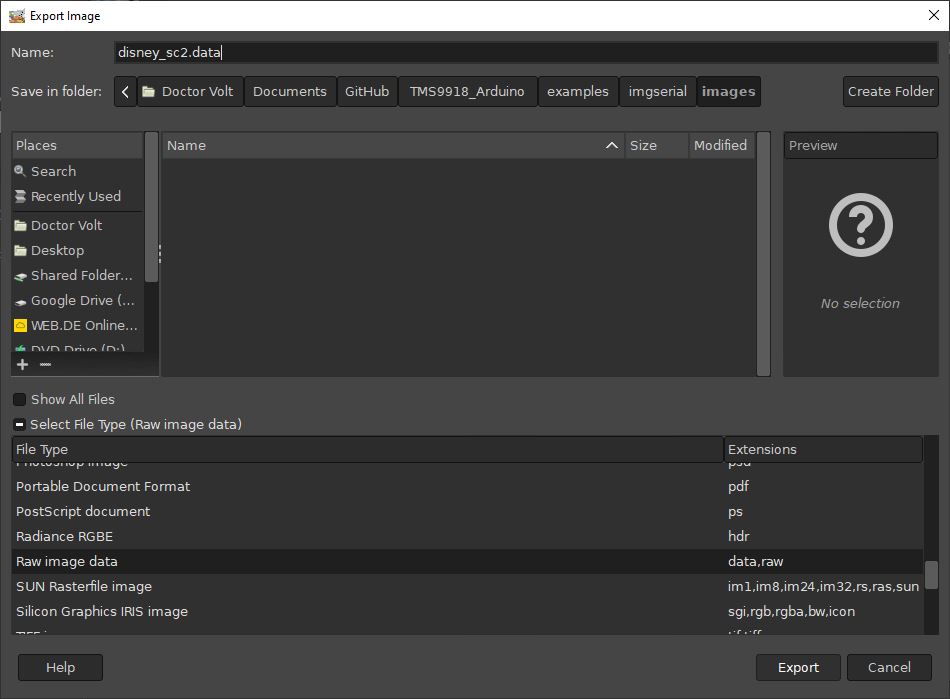 Export Image
Name: disney_sc2.data
Save in folder: Doctor Volt Documents GitHub TMS9918_Arduino examples imgserial images Create Folder
Places
Name Size Modified
Preview
Search
Recently Used
Doctor Volt
Desktop
Shared Folder...
Google Drive (...
WEB.DE Online...
DVD Drive (D:)
No selection
Show All Files
Select File Type (Raw image data)
File Type Extensions
Photoshop image psd
Portable Document Format pdf
PostScript document ps
Radiance RGBE hdr
Raw image data data,raw
SUN Rasterfile image im1,im8,im24,im32,rs,ras,sun
Silicon Graphics IRIS image sgi,rgb,rgba,bw,icon
Help Export Cancel